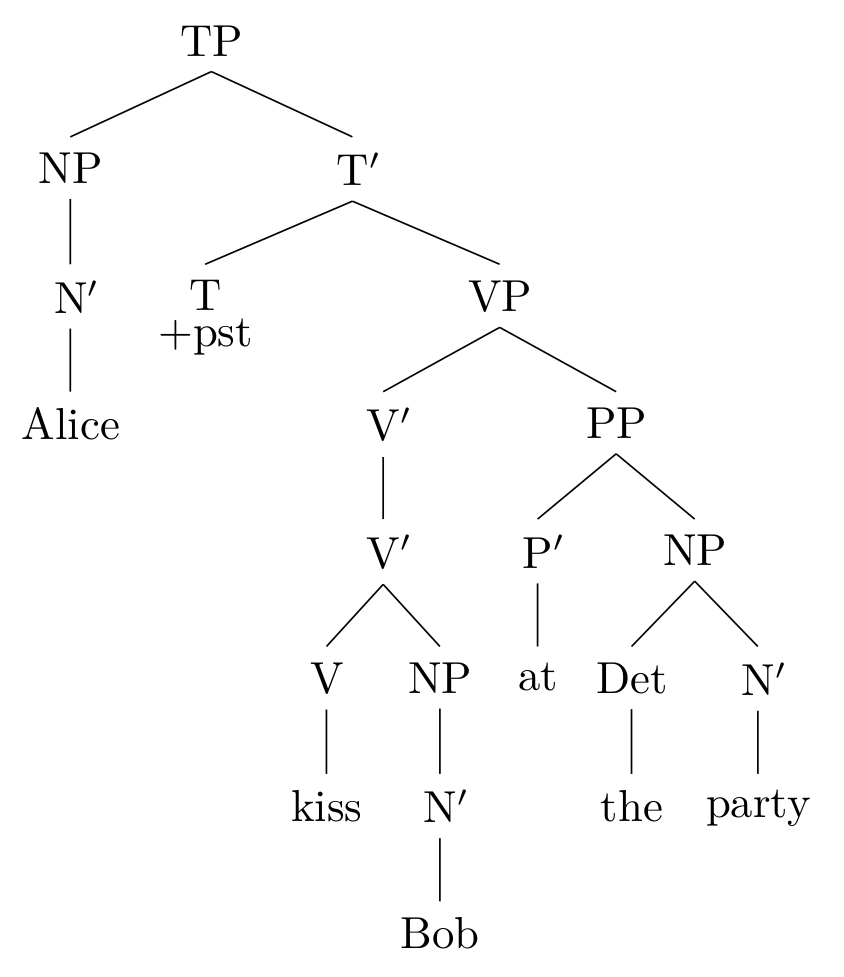 TP
NP T′
N′ T VP
+pst
Alice V′ PP
V′ P′ NP
V NP at Det N′
kiss N′ the party
Bob